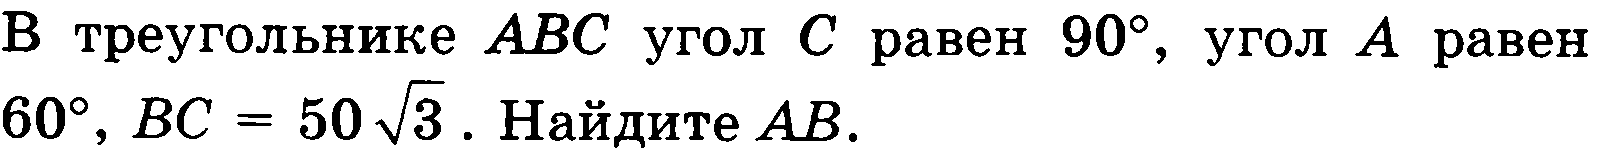 В треугольнике ABC угол C равен 90°, угол A равен
60°, BC = 50√3 . Найдите AB.